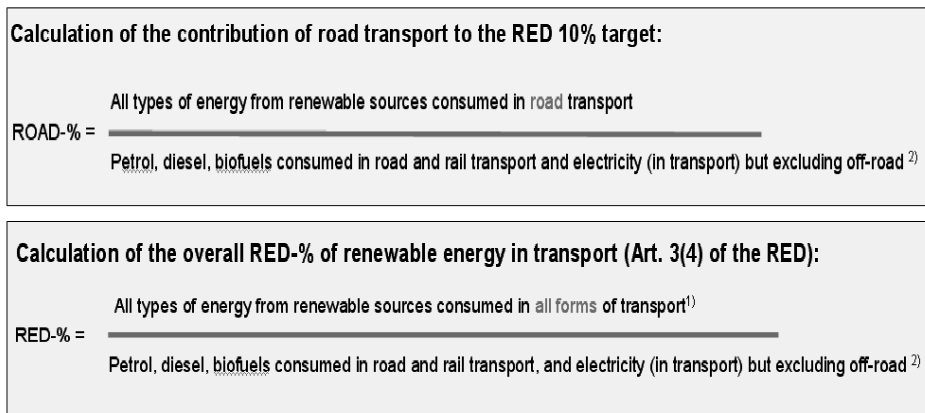 Calculation of the contribution of road transport to the RED 10% target:
All types of energy from renewable sources consumed in road transport
ROAD-% =
Petrol, diesel, biofuels consumed in road and rail transport and electricity (in transport) but excluding off-road 2)
Calculation of the overall RED-% of renewable energy in transport (Art. 3(4) of the RED):
All types of energy from renewable sources consumed in all forms of transport1)
RED-% =
Petrol, diesel, biofuels consumed in road and rail transport, and electricity (in transport) but excluding off-road 2)